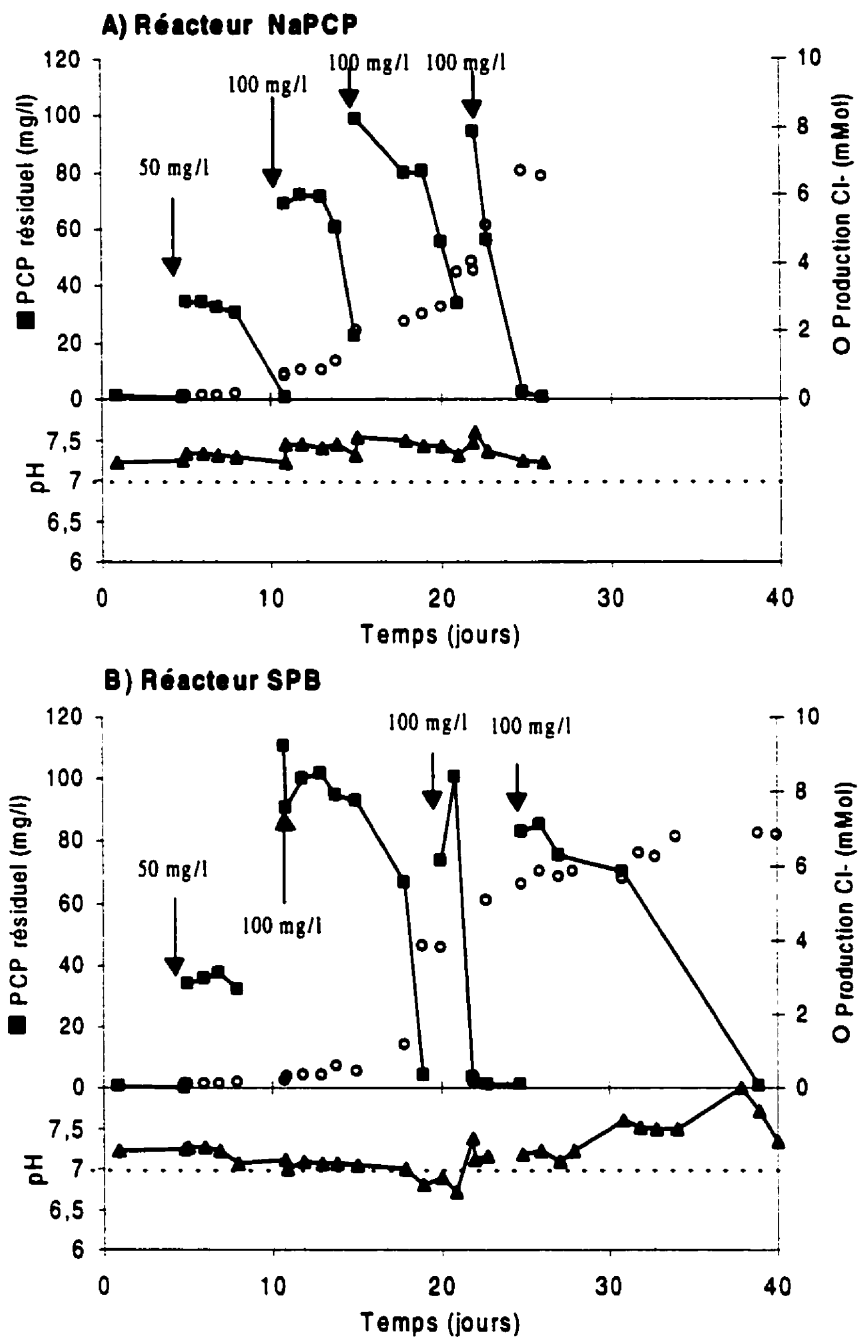 A) Réacteur NaPCP
120
100
80
60
40
20
0
PCP résiduel (mg/l)
50 mg/l
100 mg/l
100 mg/l
100 mg/l
10
8
6
4
2
0
Production Cl- (mMol)
7,5
7
6,5
6
pH
0
10
20
30
40
Temps (jours)
B) Réacteur SPB
120
100
80
60
40
20
0
PCP résiduel (mg/l)
50 mg/l
100 mg/l
100 mg/l
100 mg/l
10
8
6
4
2
0
Production Cl- (mMol)
7,5
7
6,5
6
pH
0
10
20
30
40
Temps (jours)